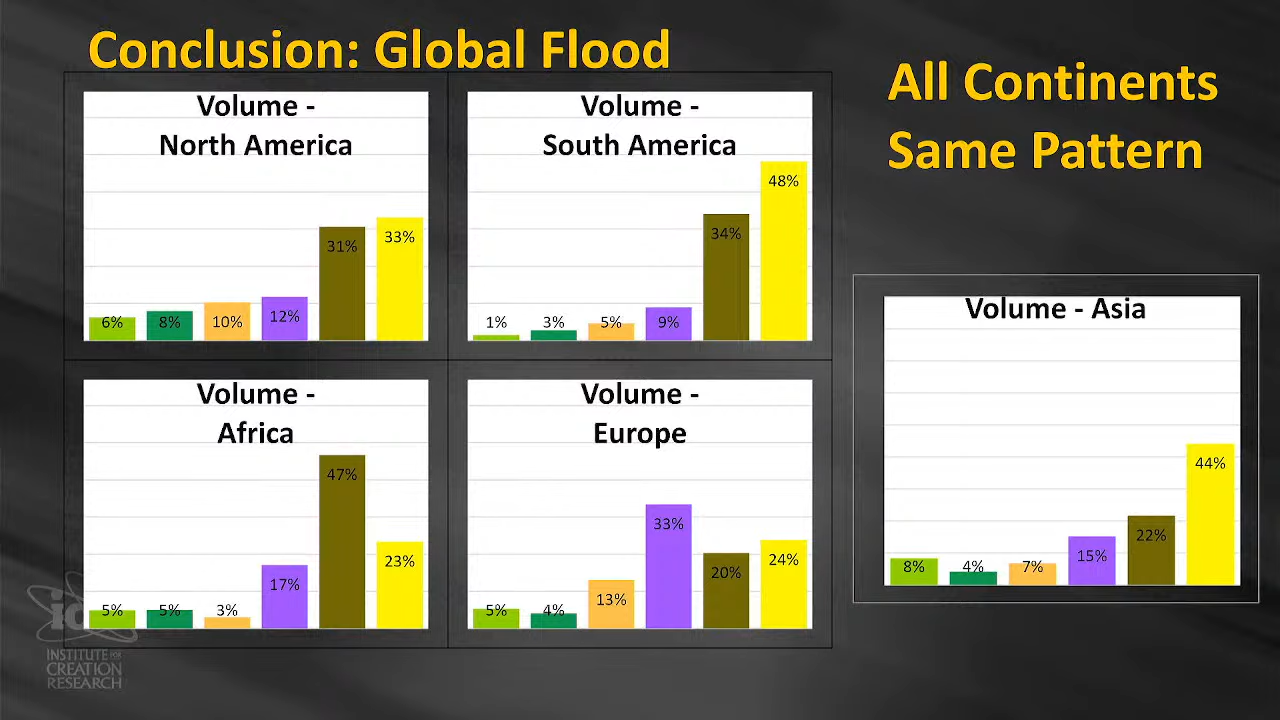 Conclusion: Global Flood
All Continents
Same Pattern
Volume -
North America
6%
8%
10%
12%
31%
33%
Volume -
South America
1%
3%
5%
9%
34%
48%
Volume -
Africa
5%
5%
3%
17%
47%
23%
Volume -
Europe
5%
4%
13%
33%
20%
24%
Volume - Asia
8%
4%
7%
15%
22%
44%
INSTITUTE FOR
CREATION
RESEARCH